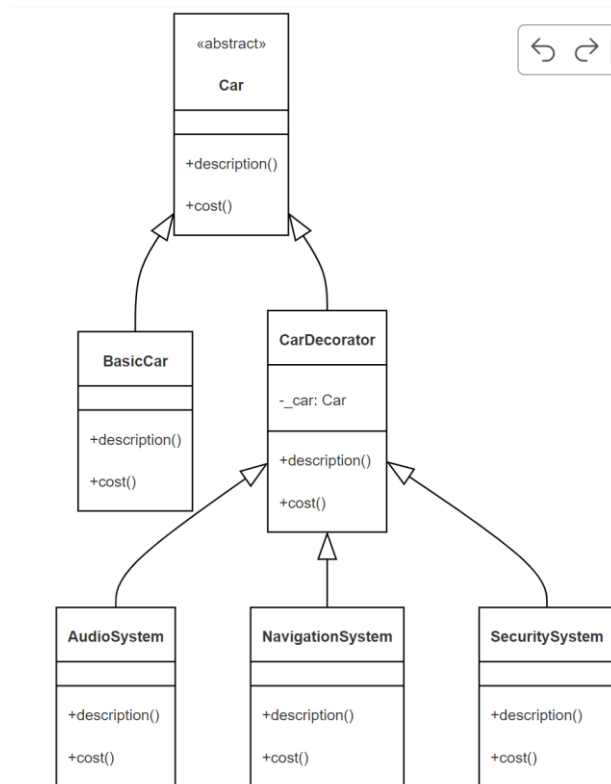 «abstract»
Car
+description()
+cost()
BasicCar
+description()
+cost()
CarDecorator
-_car: Car
+description()
+cost()
AudioSystem
+description()
+cost()
NavigationSystem
+description()
+cost()
SecuritySystem
+description()
+cost()